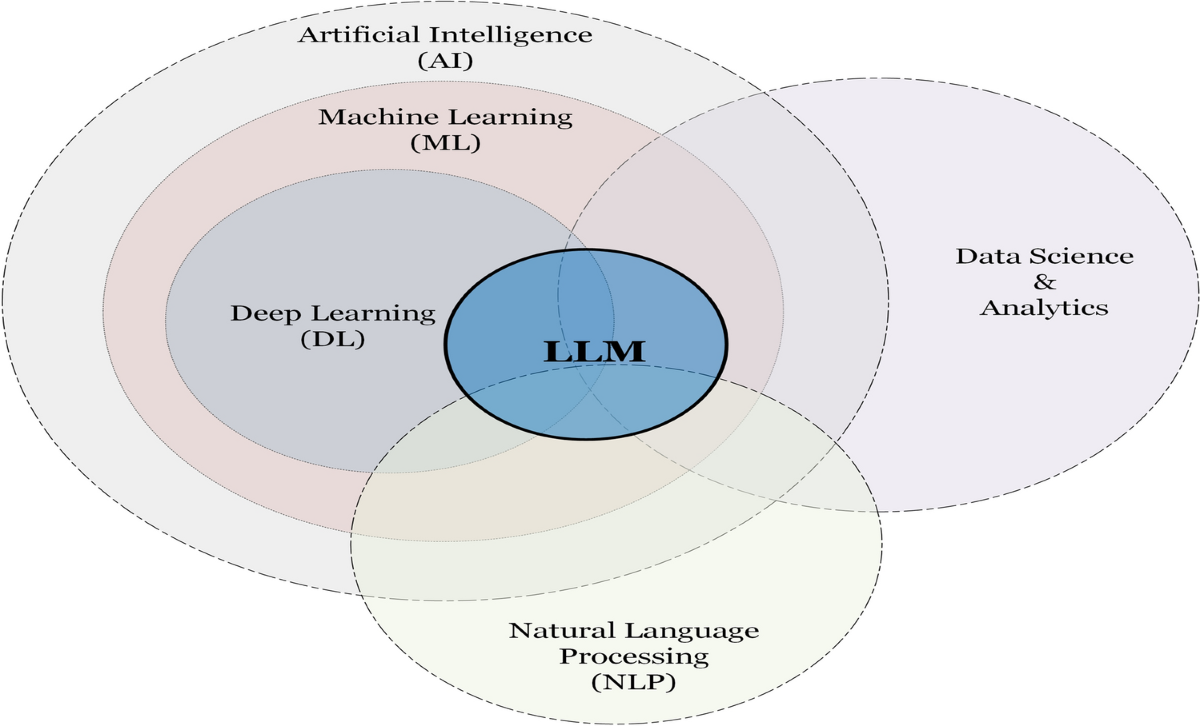 Artificial Intelligence
(AI)
Machine Learning
(ML)
Data Science
&
Analytics
Deep Learning
(DL)
LLM
Natural Language
Processing
(NLP)